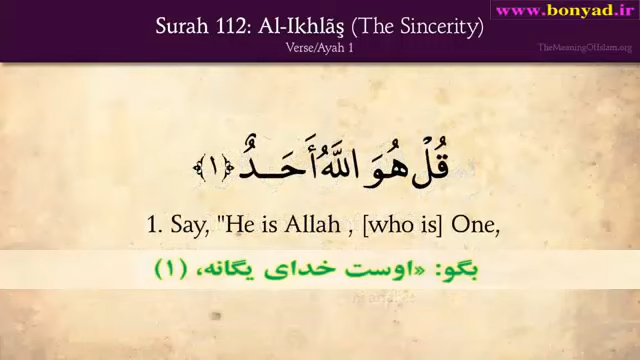 Surah 112: Al-Ikhlāş (The Sincerity)
www.bonyad.ir
Verse/Ayah 1
TheMeaningOfIslam.org
قُلْ هُوَ اللَّهُ أَحَدٌ ﴿١﴾
1. Say, "He is Allah , [who is] One,
بگو: «اوست خدای یگانه، (۱)